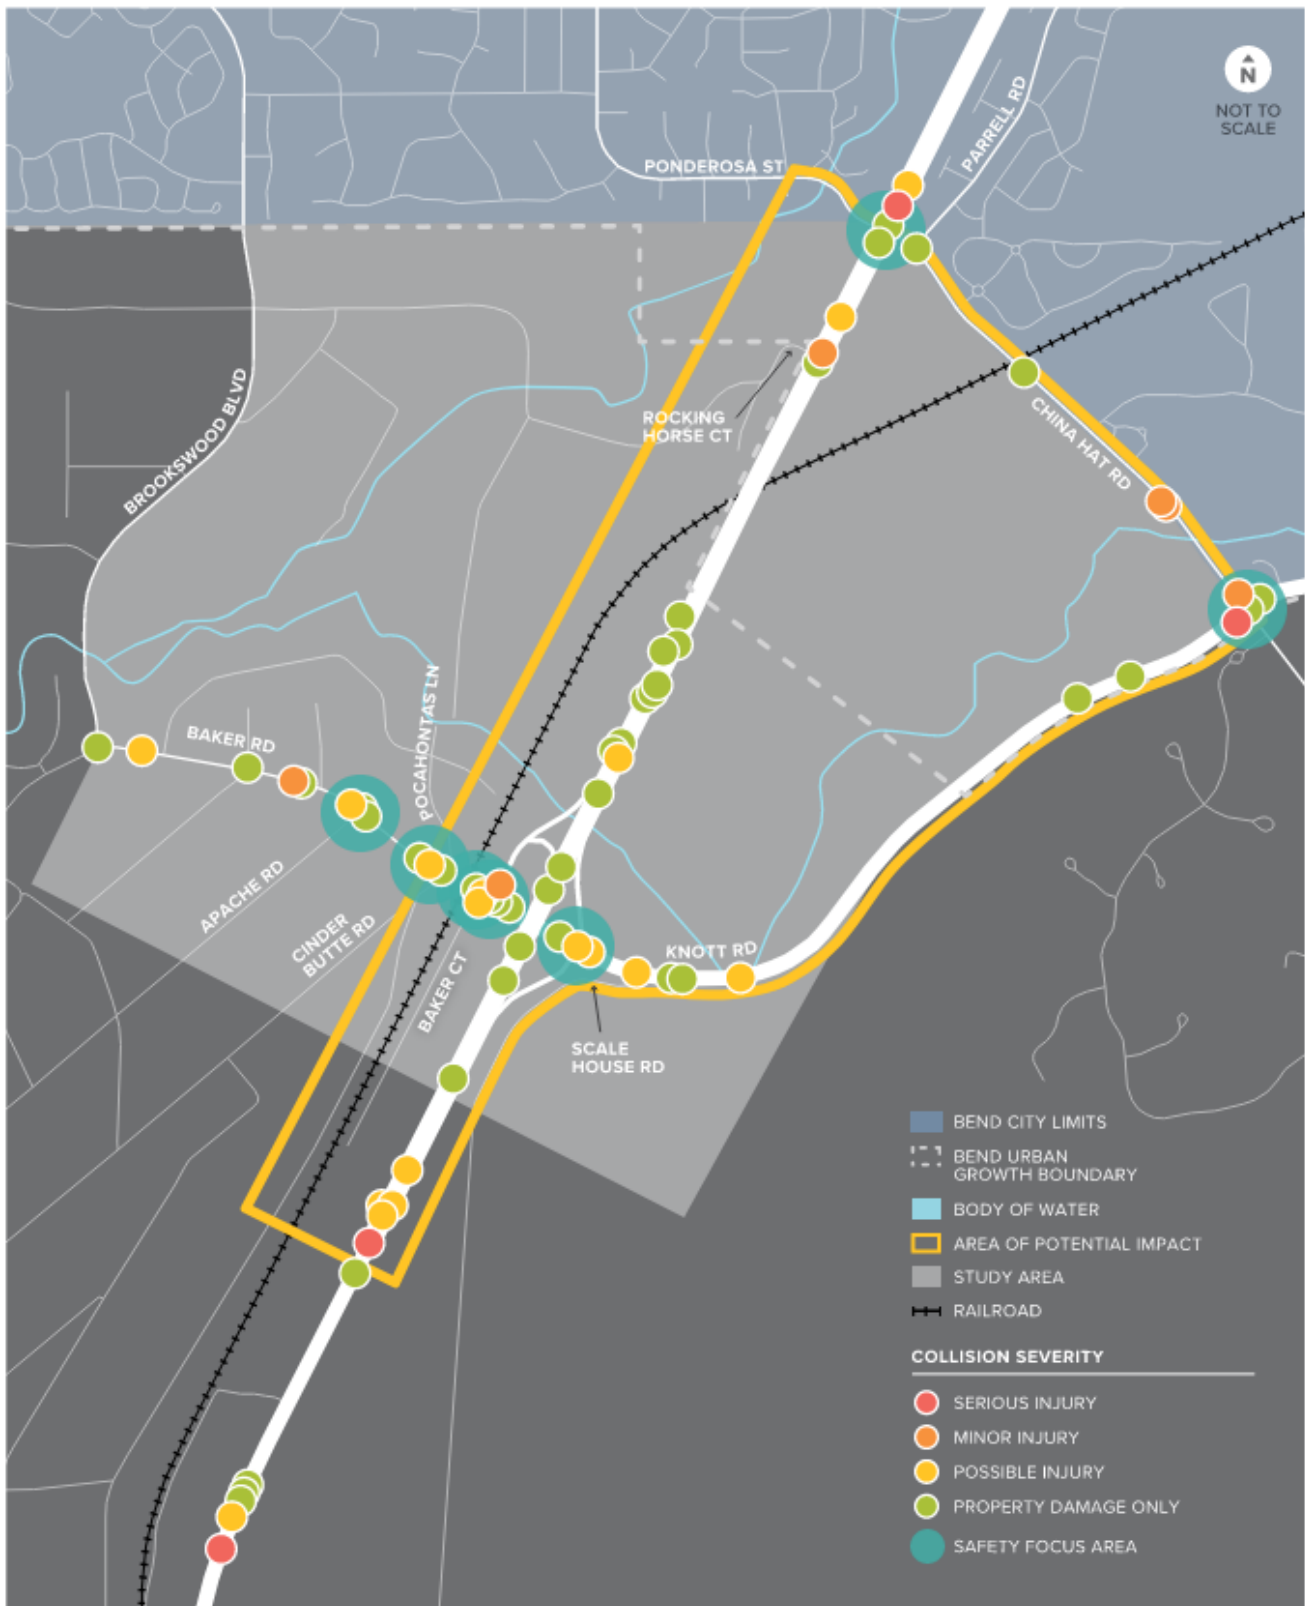 N
NOT TO
SCALE
PARRELL RD
PONDEROSA ST
BROOKSWOOD BLVD
ROCKING
HORSE CT
CHINA HAT RD
POCAHONTAS LN
BAKER RD
APACHE RD
CINDER
BUTTE RD
BAKER CT
KNOTT RD
SCALE
HOUSE RD
BEND CITY LIMITS
BEND URBAN
GROWTH BOUNDARY
BODY OF WATER
AREA OF POTENTIAL IMPACT
STUDY AREA
RAILROAD
COLLISION SEVERITY
SERIOUS INJURY
MINOR INJURY
POSSIBLE INJURY
PROPERTY DAMAGE ONLY
SAFETY FOCUS AREA